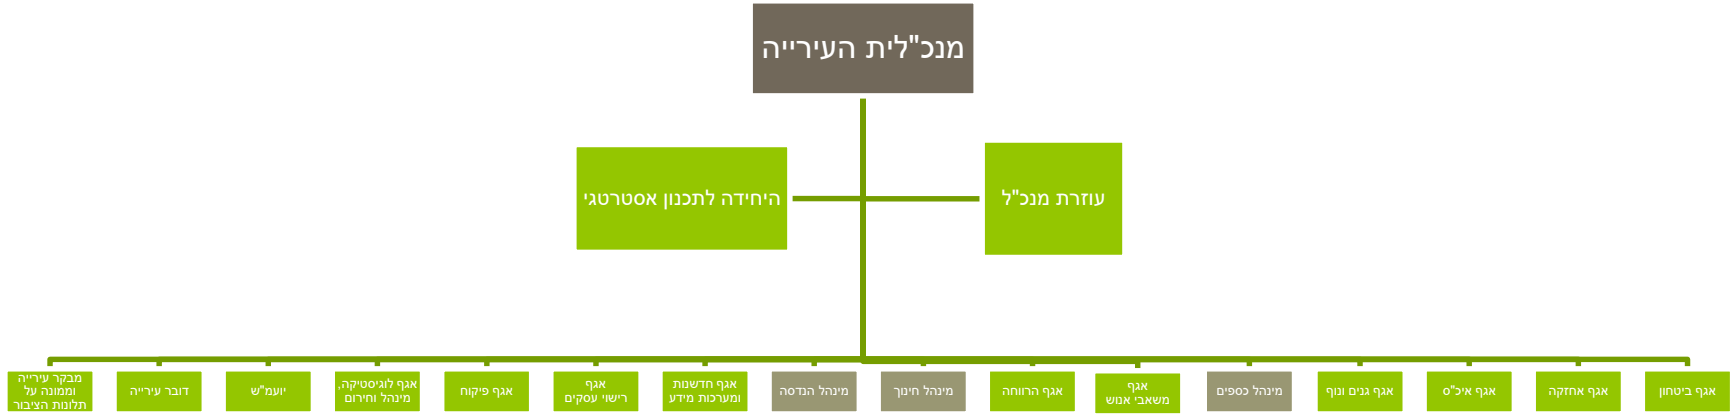 מנכ"לית העירייה
עוזרת מנכ"ל
היחידה לתכנון אסטרטגי
אגף ביטחון
אגף אחזקה
אגף איכ"ס
אגף גנים ונוף
מינהל כספים
אגף
משאבי אנוש
אגף הרווחה
מינהל חינוך
מינהל הנדסה
אגף חדשנות
ומערכות מידע
אגף
רישוי עסקים
אגף פיקוח
אגף לוגיסטיקה,
מינהל וחירום
יועמ"ש
דובר עירייה
מבקר עירייה
וממונה על
תלונות הציבור